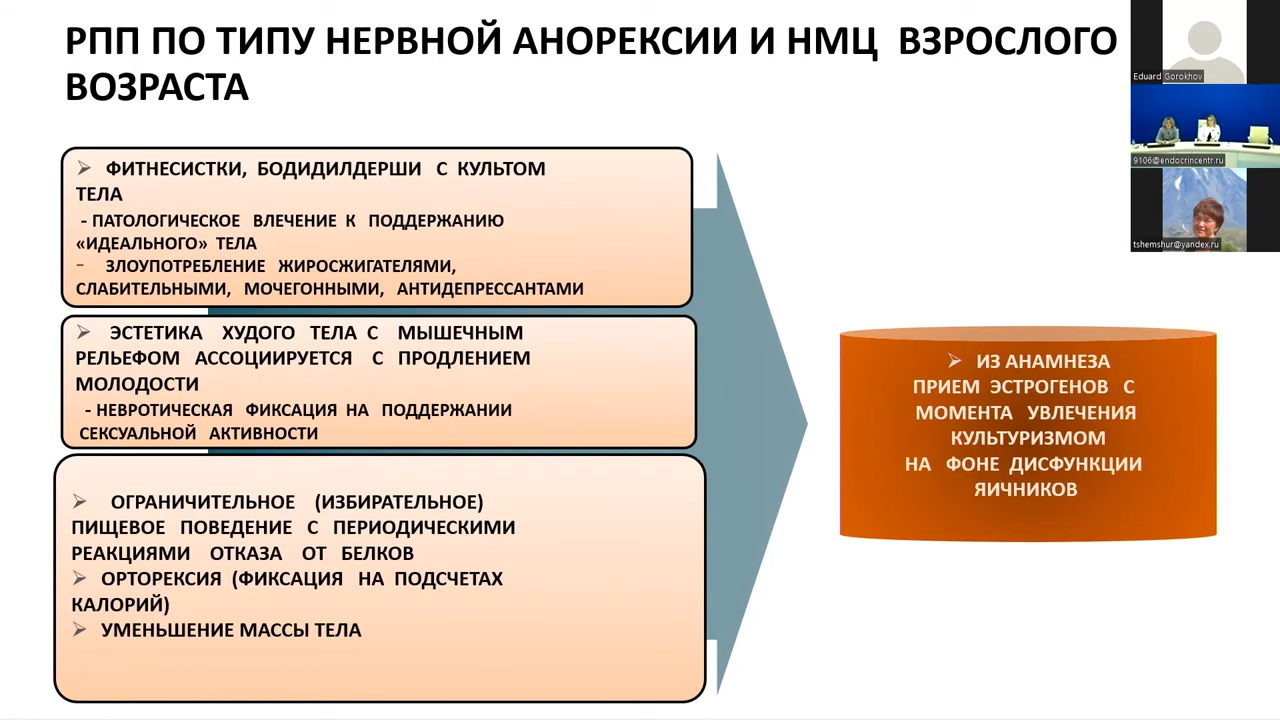 РПП ПО ТИПУ НЕРВНОЙ АНОРЕКСИИ И НМЦ ВЗРОСЛОГО
ВОЗРАСТА
➢ ФИТНЕСИСТКИ, БОДИДИЛДЕРШИ С КУЛЬТОМ
ТЕЛА
- ПАТОЛОГИЧЕСКОЕ ВЛЕЧЕНИЕ К ПОДДЕРЖАНИЮ
«ИДЕАЛЬНОГО» ТЕЛА
- ЗЛОУПОТРЕБЛЕНИЕ ЖИРОСЖИГАТЕЛЯМИ,
СЛАБИТЕЛЬНЫМИ, МОЧЕГОННЫМИ, АНТИДЕПРЕССАНТАМИ
➢ ЭСТЕТИКА ХУДОГО ТЕЛА С МЫШЕЧНЫМ
РЕЛЬЕФОМ АССОЦИИРУЕТСЯ С ПРОДЛЕНИЕМ
МОЛОДОСТИ
- НЕВРОТИЧЕСКАЯ ФИКСАЦИЯ НА ПОДДЕРЖАНИИ
СЕКСУАЛЬНОЙ АКТИВНОСТИ
➢ ОГРАНИЧИТЕЛЬНОЕ (ИЗБИРАТЕЛЬНОЕ)
ПИЩЕВОЕ ПОВЕДЕНИЕ С ПЕРИОДИЧЕСКИМИ
РЕАКЦИЯМИ ОТКАЗА ОТ БЕЛКОВ
➢ ОРТОРЕКСИЯ (ФИКСАЦИЯ НА ПОДСЧЕТАХ
КАЛОРИЙ)
➢ УМЕНЬШЕНИЕ МАССЫ ТЕЛА
➢ ИЗ АНАМНЕЗА
ПРИЕМ ЭСТРОГЕНОВ С
МОМЕНТА УВЛЕЧЕНИЯ
КУЛЬТУРИЗМОМ
НА ФОНЕ ДИСФУНКЦИИ
ЯИЧНИКОВ
Eduard Gorokhov
9106@endocrincentr.ru
tshemshur@yandex.ru